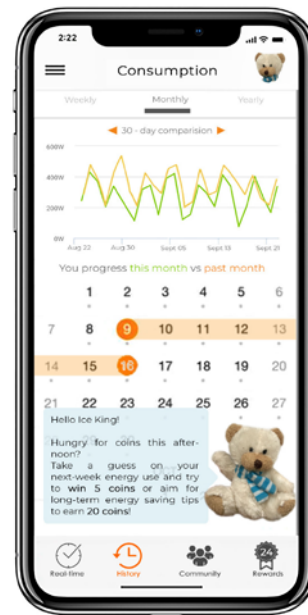 2:22
Consumption
Weekly Monthly Yearly
30 - day comparision
600W
400W
200W
0W
Aug 22 Aug 30 Sept 05 Sept 13 Sept 21
You progress this month vs past month
1 2 3 4 5 6
7 8 9 10 11 12 13
14 15 16 17 18 19 20
21 22 23 24 25 26 27
Hello Ice King!
Hungry for coins this after-
noon?
Take a guess on your
next-week energy use and try
to win 5 coins or aim for
long-term energy saving tips
to earn 20 coins!
24
Real-time History Community Rewards